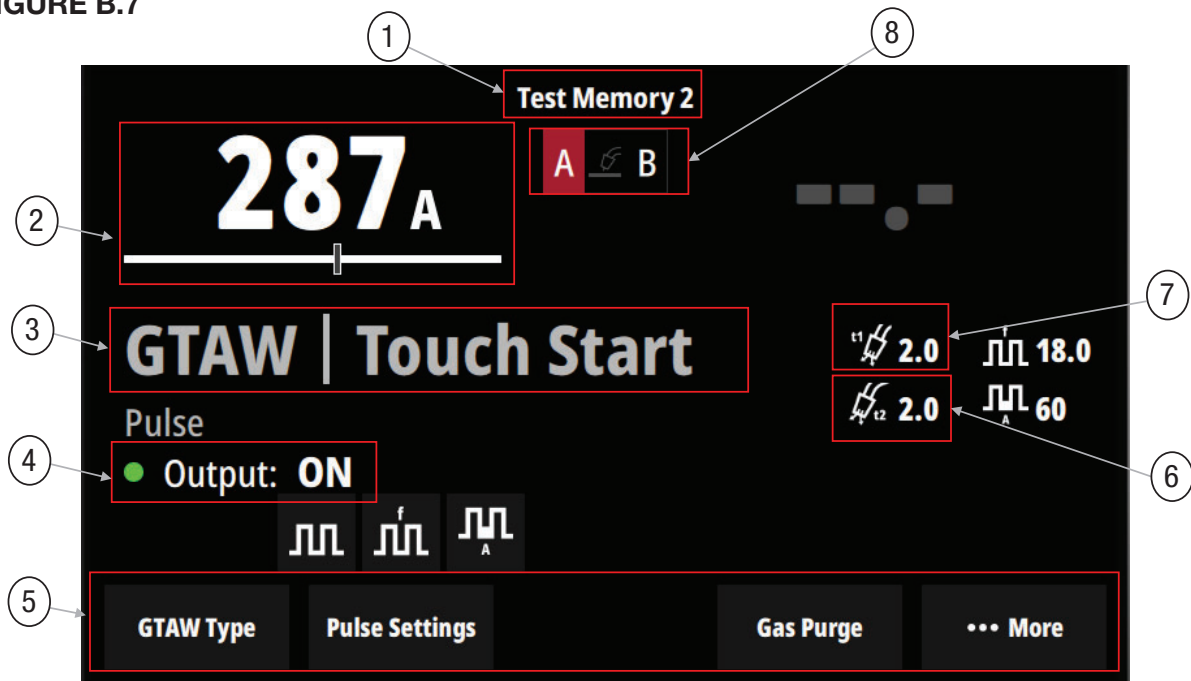 FIGURE B.7
1
8
Test Memory 2
287A
A B
--.-
2
7
3
GTAW | Touch Start
t1 2.0
f 18.0
t2 2.0
A 60
Pulse
4
Output: ON
6
f
A
5
GTAW Type
Pulse Settings
Gas Purge
••• More